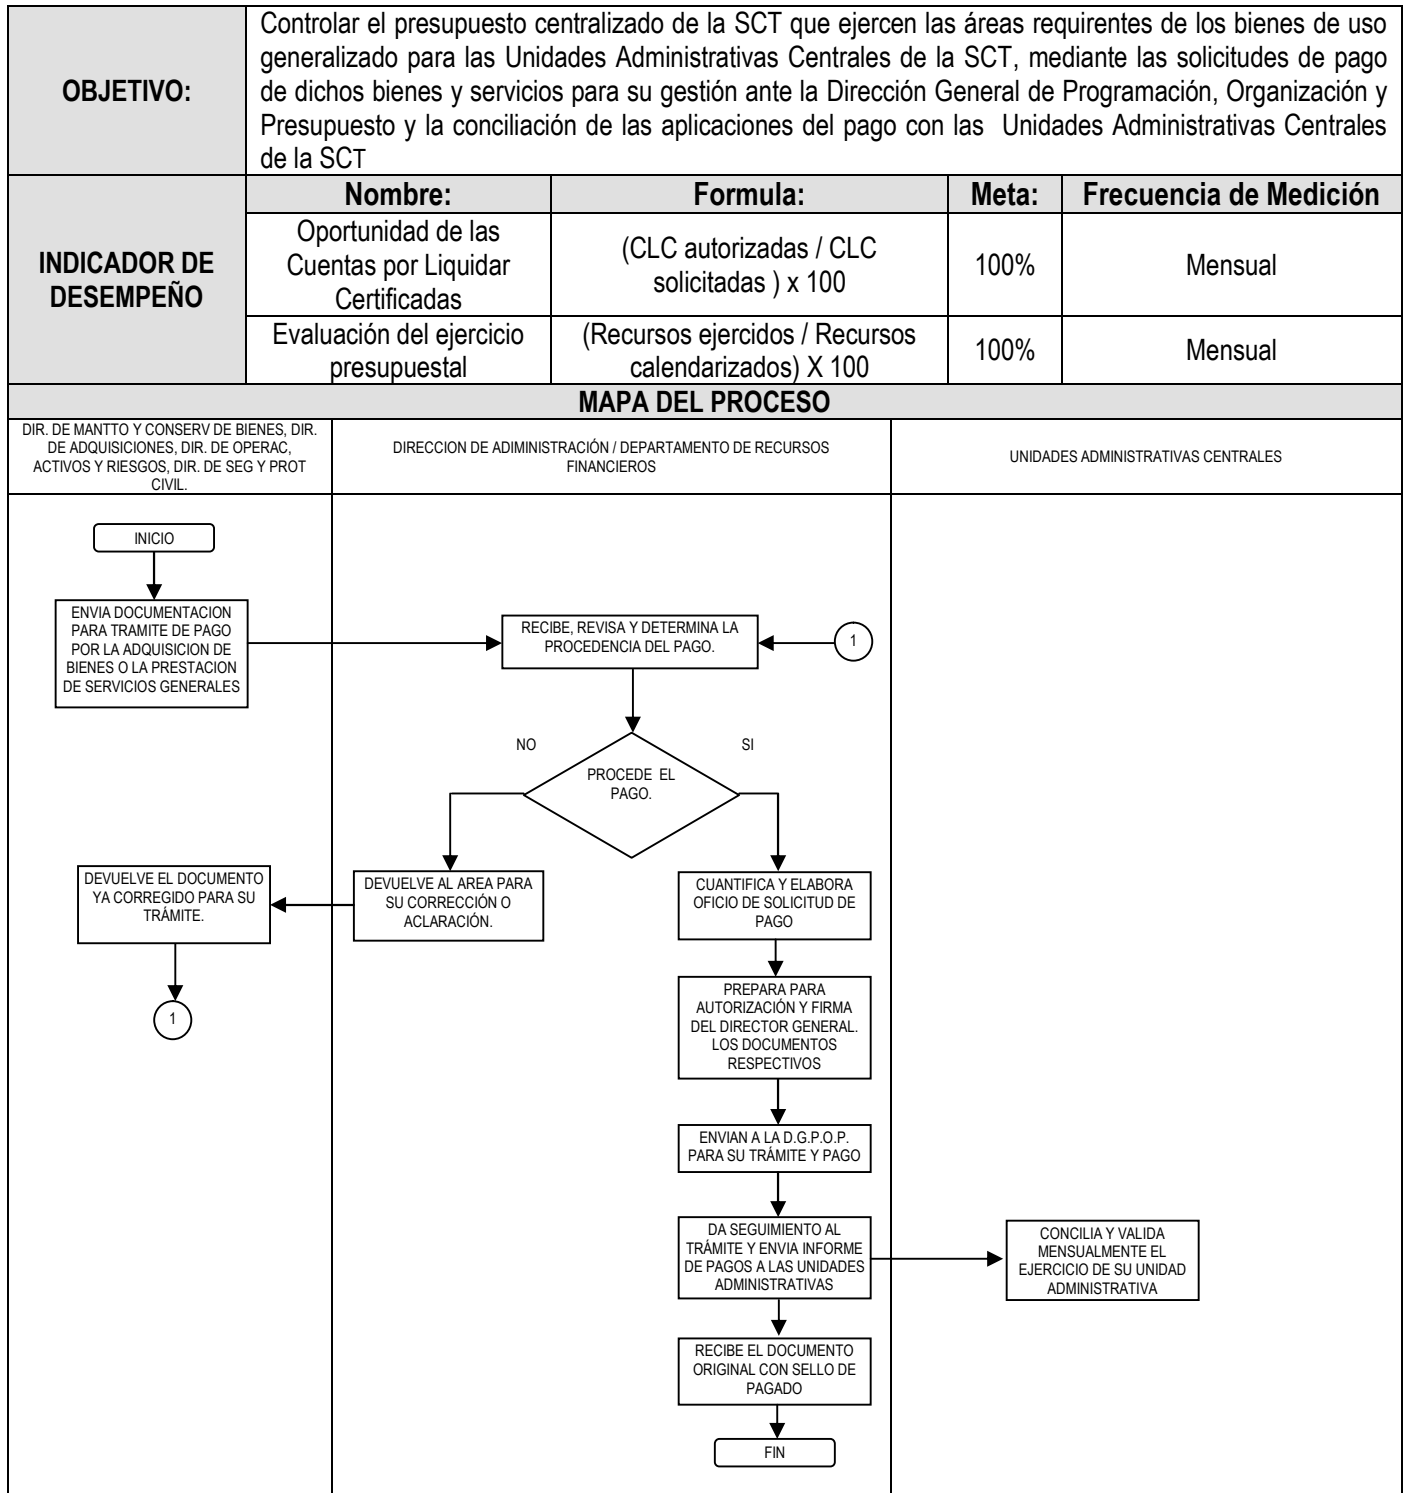 OBJETIVO:
Controlar el presupuesto centralizado de la SCT que ejercen las áreas requirentes de los bienes de uso
generalizado para las Unidades Administrativas Centrales de la SCT, mediante las solicitudes de pago
de dichos bienes y servicios para su gestión ante la Dirección General de Programación, Organización y
Presupuesto y la conciliación de las aplicaciones del pago con las Unidades Administrativas Centrales
de la SCT
INDICADOR DE
DESEMPEÑO
Nombre:
Formula:
Meta:
Frecuencia de Medición
Oportunidad de las
Cuentas por Liquidar
Certificadas
(CLC autorizadas / CLC
solicitadas ) x 100
100%
Mensual
Evaluación del ejercicio
presupuestal
(Recursos ejercidos / Recursos
calendarizados) X 100
100%
Mensual
MAPA DEL PROCESO
DIR. DE MANTTO Y CONSERV DE BIENES, DIR.
DE ADQUISICIONES, DIR. DE OPERAC,
ACTIVOS Y RIESGOS, DIR. DE SEG Y PROT
CIVIL.
DIRECCION DE ADIMINISTRACIÓN / DEPARTAMENTO DE RECURSOS
FINANCIEROS
UNIDADES ADMINISTRATIVAS CENTRALES
INICIO
ENVIA DOCUMENTACION
PARA TRAMITE DE PAGO
POR LA ADQUISICION DE
BIENES O LA PRESTACION
DE SERVICIOS GENERALES
RECIBE, REVISA Y DETERMINA LA
PROCEDENCIA DEL PAGO.
1
NO
SI
PROCEDE EL
PAGO.
DEVUELVE EL DOCUMENTO
YA CORREGIDO PARA SU
TRÁMITE.
DEVUELVE AL AREA PARA
SU CORRECCIÓN O
ACLARACIÓN.
CUANTIFICA Y ELABORA
OFICIO DE SOLICITUD DE
PAGO
1
PREPARA PARA
AUTORIZACIÓN Y FIRMA
DEL DIRECTOR GENERAL.
LOS DOCUMENTOS
RESPECTIVOS
ENVIAN A LA D.G.P.O.P.
PARA SU TRÁMITE Y PAGO
DA SEGUIMIENTO AL
TRÁMITE Y ENVIA INFORME
DE PAGOS A LAS UNIDADES
ADMINISTRATIVAS
CONCILIA Y VALIDA
MENSUALMENTE EL
EJERCICIO DE SU UNIDAD
ADMINISTRATIVA
RECIBE EL DOCUMENTO
ORIGINAL CON SELLO DE
PAGADO
FIN